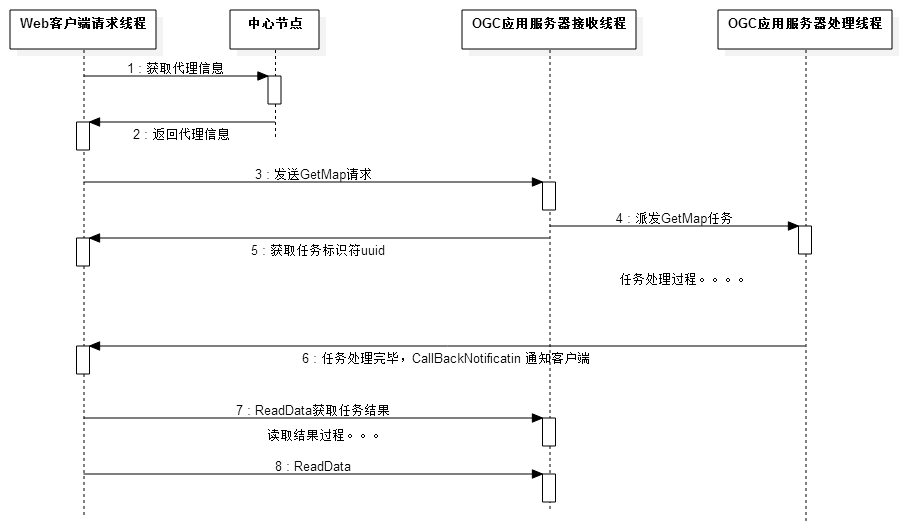 Web客户端请求线程
中心节点
OGC应用服务器接收线程
OGC应用服务器处理线程
1 : 获取代理信息
2 : 返回代理信息
3 : 发送GetMap请求
4 : 派发GetMap任务
5 : 获取任务标识符uuid
任务处理过程。。。。
6 : 任务处理完毕，CallBackNotificatin 通知客户端
7 : ReadData获取任务结果
读取结果过程。。。
8 : ReadData